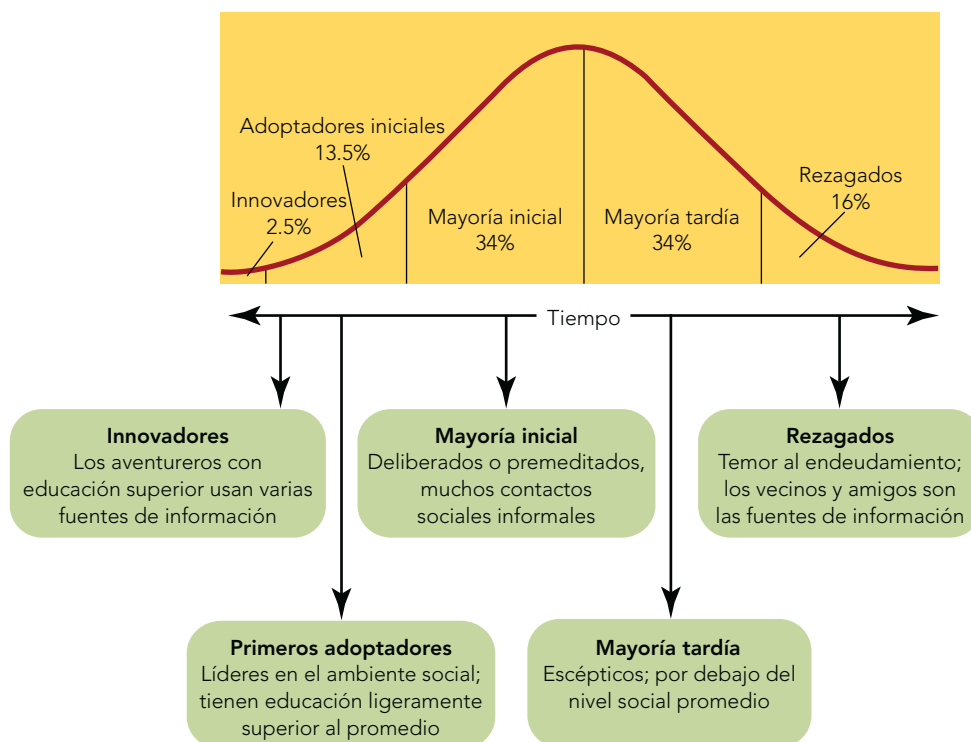 Adoptadores iniciales
13.5%
Innovadores
2.5%
Mayoría inicial
34%
Mayoría tardía
34%
Rezagados
16%
Tiempo
Innovadores
Los aventureros con
educación superior usan varias
fuentes de información
Mayoría inicial
Deliberados o premeditados,
muchos contactos
sociales informales
Rezagados
Temor al endeudamiento;
los vecinos y amigos son
las fuentes de información
Primeros adoptadores
Líderes en el ambiente social;
tienen educación ligeramente
superior al promedio
Mayoría tardía
Escépticos; por debajo del
nivel social promedio